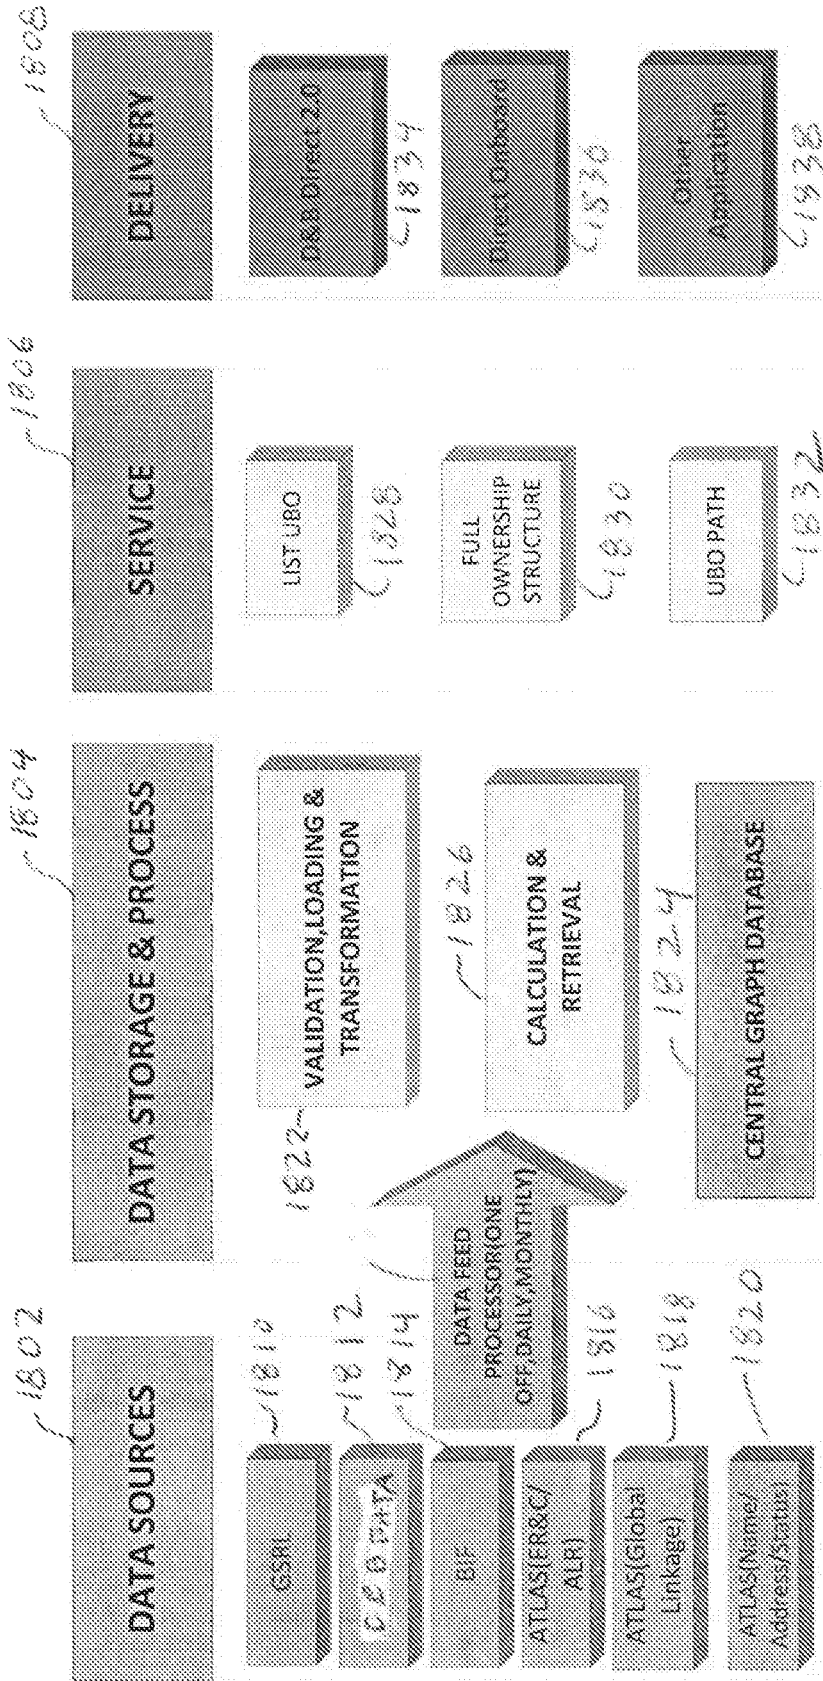 1802
DATA SOURCES
GSRL
1810
CCB DATA
1812
BIF
1814
ATLAS(ER&C/
ALR)
1816
ATLAS(Global
Linkage)
1818
ATLAS(Name/
Address/Status)
1820
DATA FEED
PROCESSOR(ONE
OFF,DAILY,MONTHLY)
1804
DATA STORAGE & PROCESS
1822
VALIDATION,LOADING &
TRANSFORMATION
1826
CALCULATION &
RETRIEVAL
1824
CENTRAL GRAPH DATABASE
1806
SERVICE
LIST UBO
1828
FULL
OWNERSHIP
STRUCTURE
1830
UBO PATH
1832
1808
DELIVERY
D&B Direct 2.0
1834
Direct Onboard
1830
Other
Application
1838